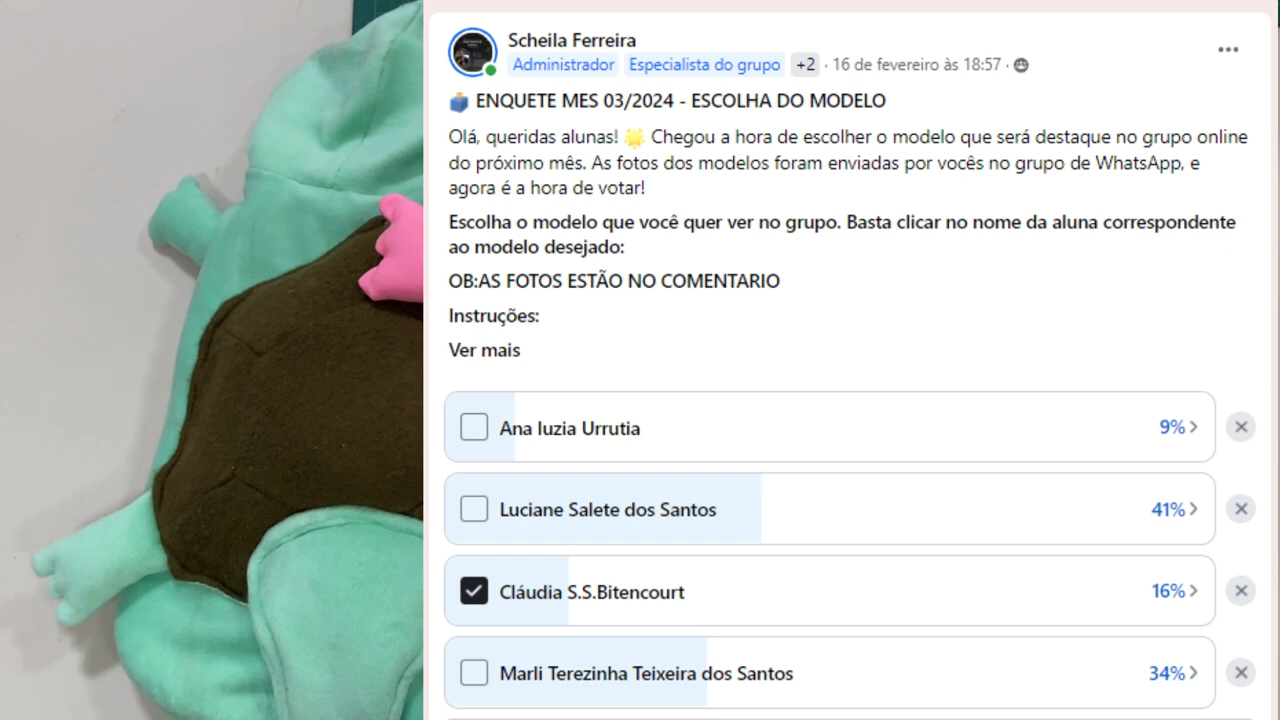 Scheila Ferreira
Administrador Especialista do grupo +2 · 16 de fevereiro às 18:57 ·
ENQUETE MES 03/2024 - ESCOLHA DO MODELO
Olá, queridas alunas! 🌟 Chegou a hora de escolher o modelo que será destaque no grupo online
do próximo mês. As fotos dos modelos foram enviadas por vocês no grupo de WhatsApp, e
agora é a hora de votar!
Escolha o modelo que você quer ver no grupo. Basta clicar no nome da aluna correspondente
ao modelo desejado:
OB:AS FOTOS ESTÃO NO COMENTARIO
Instruções:
Ver mais
Ana luzia Urrutia 9%
Luciane Salete dos Santos 41%
Cláudia S.S.Bitencourt 16%
Marli Terezinha Teixeira dos Santos 34%